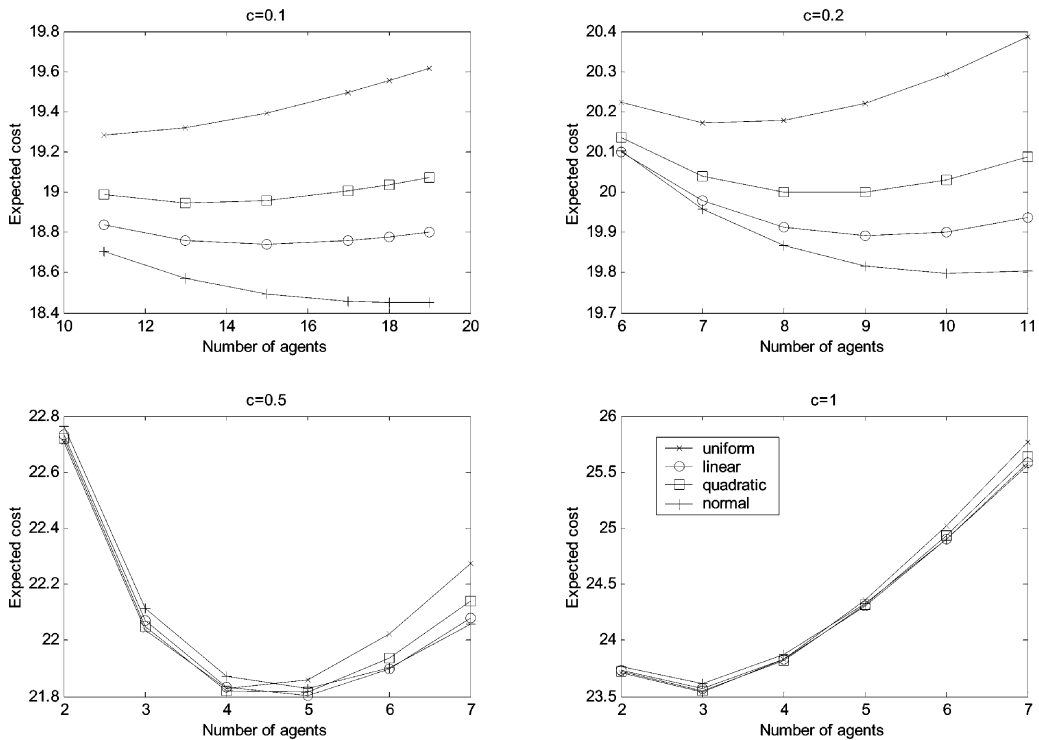 c=0.1
19.8
19.6
19.4
19.2
19
18.8
18.6
18.4
Expected cost
10 12 14 16 18 20
Number of agents
c=0.2
20.4
20.3
20.2
20.1
20
19.9
19.8
19.7
Expected cost
6 7 8 9 10 11
Number of agents
c=0.5
22.8
22.6
22.4
22.2
22
21.8
Expected cost
2 3 4 5 6 7
Number of agents
c=1
26
25.5
25
24.5
24
23.5
Expected cost
uniform
linear
quadratic
normal
2 3 4 5 6 7
Number of agents